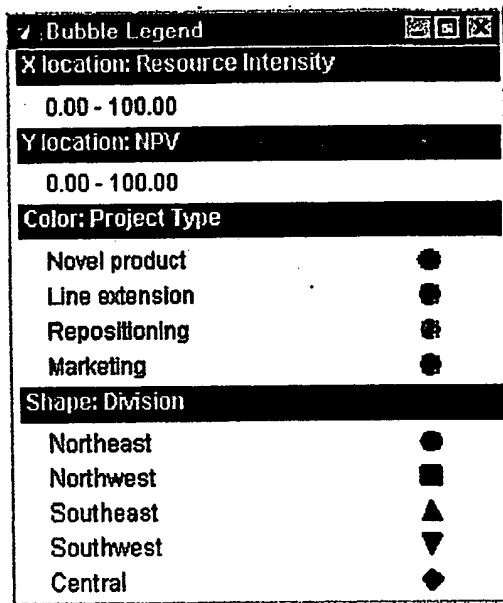 Bubble Legend
X location: Resource Intensity
0.00 - 100.00
Y location: NPV
0.00 - 100.00
Color: Project Type
Novel product
Line extension
Repositioning
Marketing
Shape: Division
Northeast
Northwest
Southeast
Southwest
Central